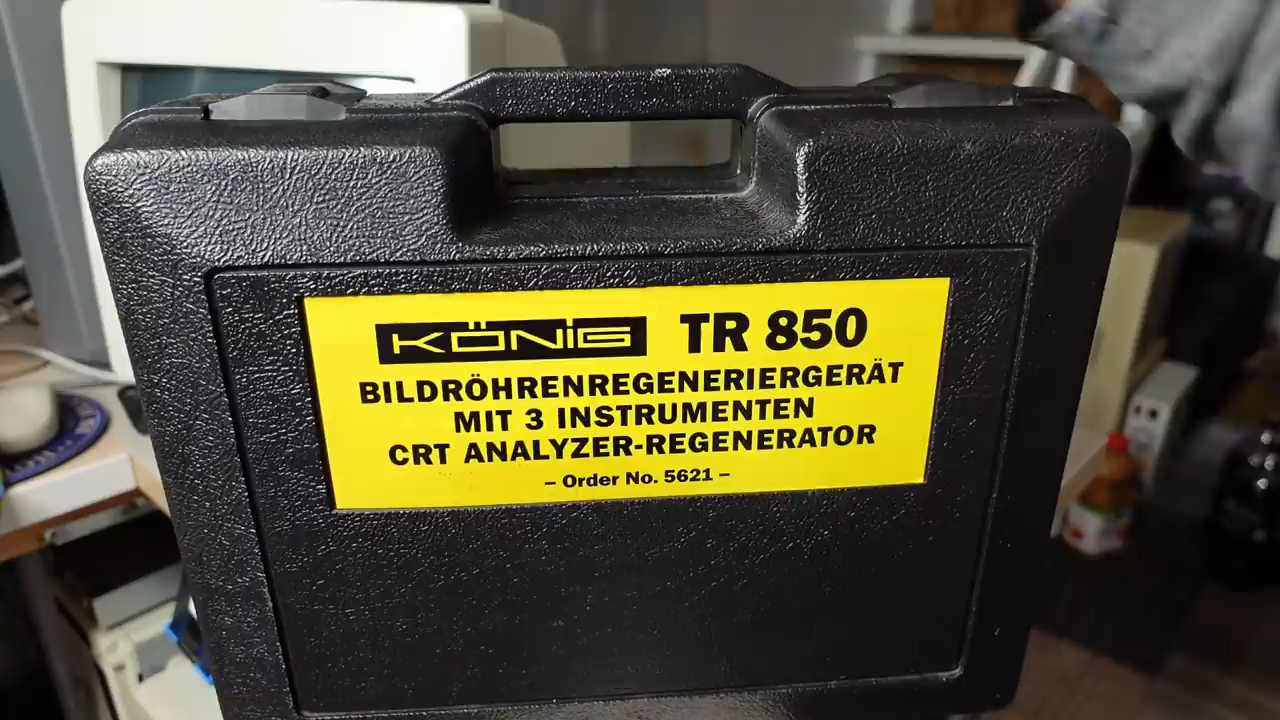 KÖNIG TR 850
BILDRÖHRENREGENERIERGERÄT
MIT 3 INSTRUMENTEN
CRT ANALYZER-REGENERATOR
– Order No. 5621 –